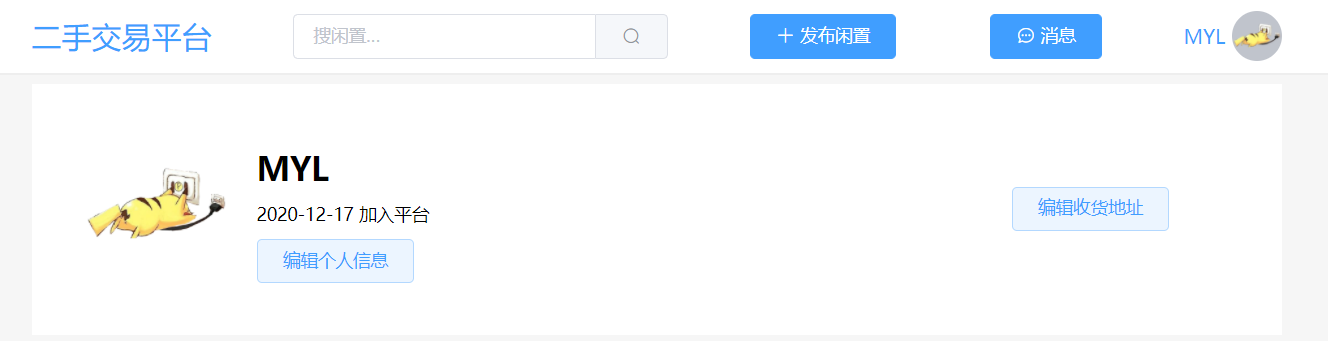 二手交易平台
搜闲置...
发布闲置
消息
MYL
MYL
2020-12-17 加入平台
编辑个人信息
编辑收货地址